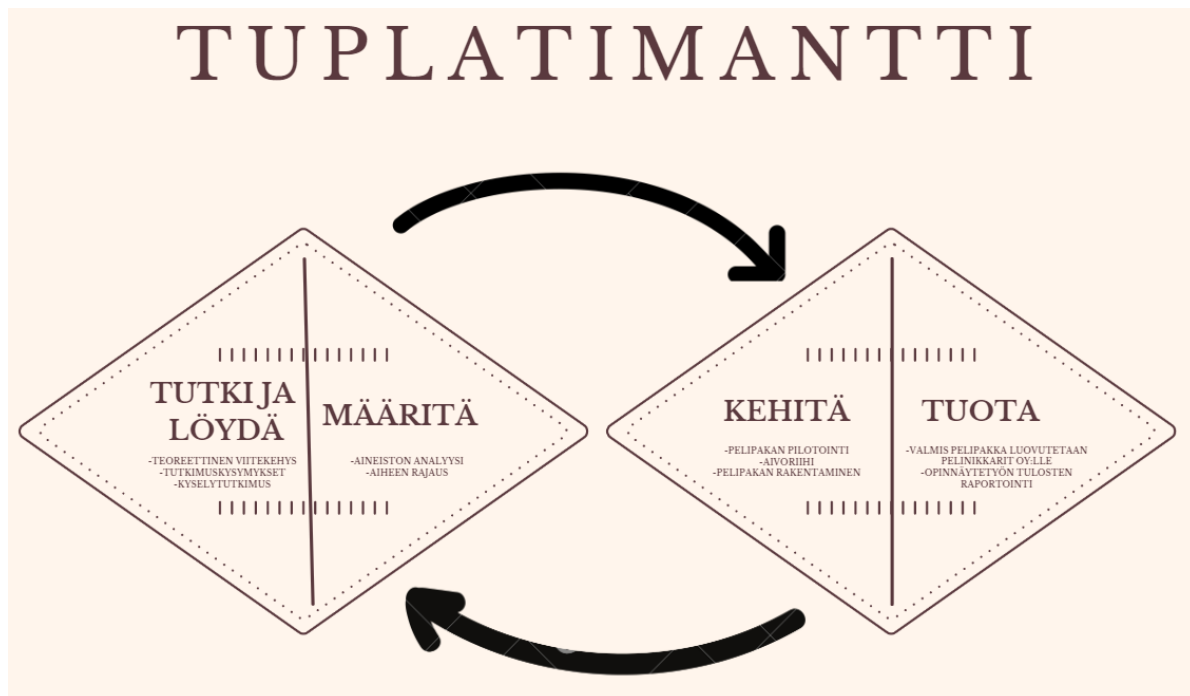 TUPLATIMANTTI
TUTKI JA
LÖYDÄ
-TEOREETTINEN VIITEKEHYS
-TUTKIMUSKYSYMYKSET
-KYSELYTUTKIMUS
MÄÄRITÄ
-AINEISTON ANALYYSI
-AIHEEN RAJAUS
KEHITÄ
-PELIPAKAN PILOTOINTI
-AIVORIIHI
-PELIPAKAN RAKENTAMINEN
TUOTA
-VALMIS PELIPAKKA LUOVUTETAAN
PELINIKKARIT OY:LLE
-OPINNÄYTETYÖN TULOSTEN
RAPORTOINTI